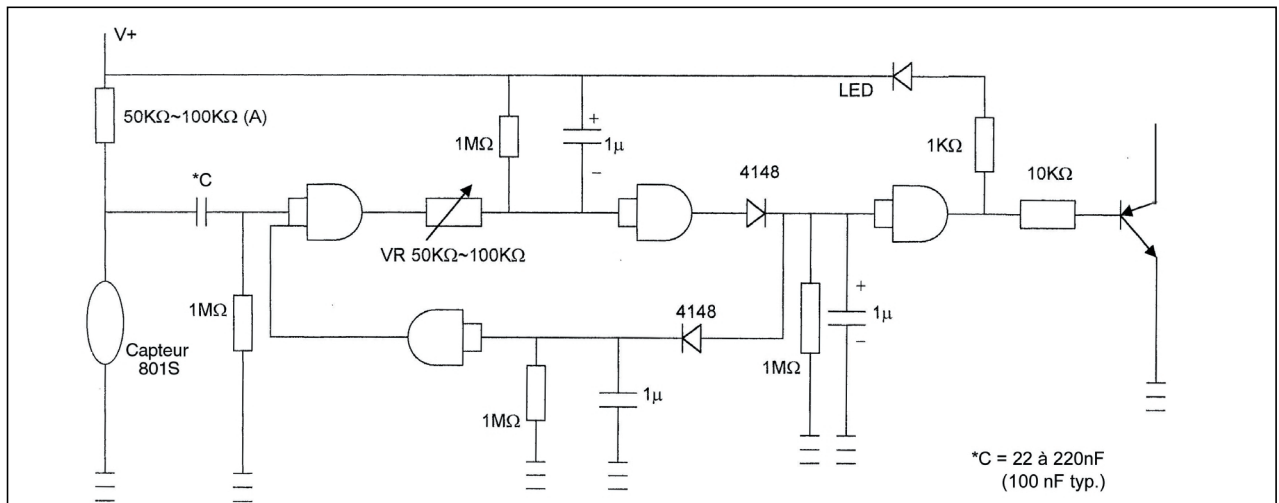 V+
LED
50KΩ~100KΩ (A)
1MΩ
+
1µ
−
1KΩ
*C
4148
10KΩ
VR 50KΩ~100KΩ
1MΩ
4148
+
1µ
−
Capteur
801S
1MΩ
1MΩ
1µ
*C = 22 à 220nF
(100 nF typ.)